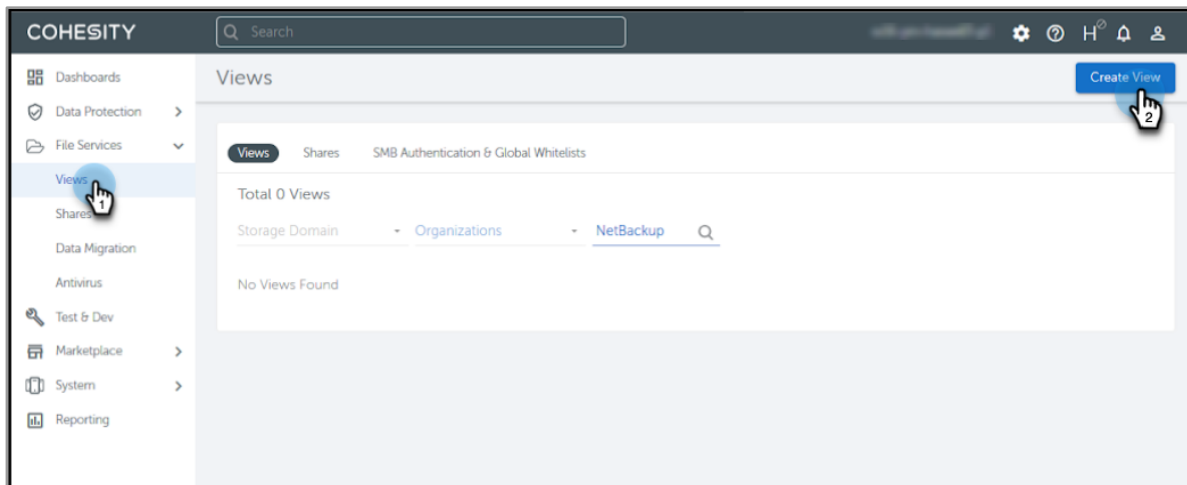 COHESITY
Search
H
Dashboards
Data Protection
File Services
Views
Shares
Data Migration
Antivirus
Test & Dev
Marketplace
System
Reporting
Views
Create View
Views Shares SMB Authentication & Global Whitelists
Total 0 Views
Storage Domain Organizations NetBackup
No Views Found
1
2